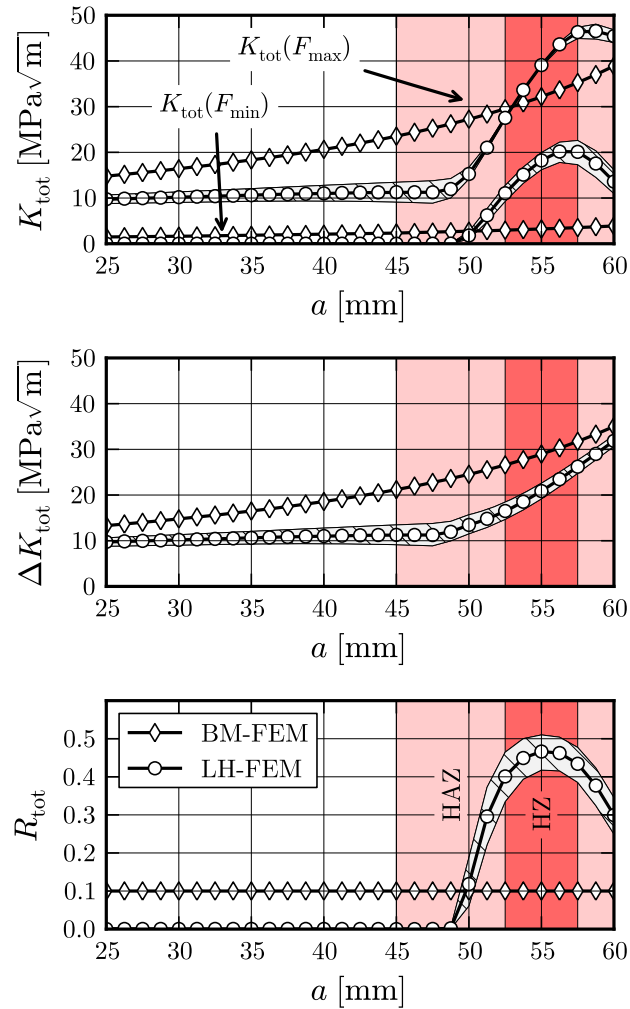 50
40
30
20
10
0
K_tot [MPa√m]
K_tot(F_max)
K_tot(F_min)
25 30 35 40 45 50 55 60
a [mm]
50
40
30
20
10
0
ΔK_tot [MPa√m]
25 30 35 40 45 50 55 60
a [mm]
0.5
0.4
0.3
0.2
0.1
0.0
R_tot
BM-FEM
LH-FEM
HAZ
HZ
25 30 35 40 45 50 55 60
a [mm]